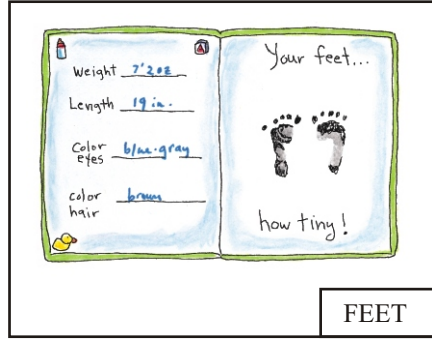 Weight 7'2oz
Length 19 in.
Color eyes blue-gray
color hair brown
Your feet...
how tiny!
FEET